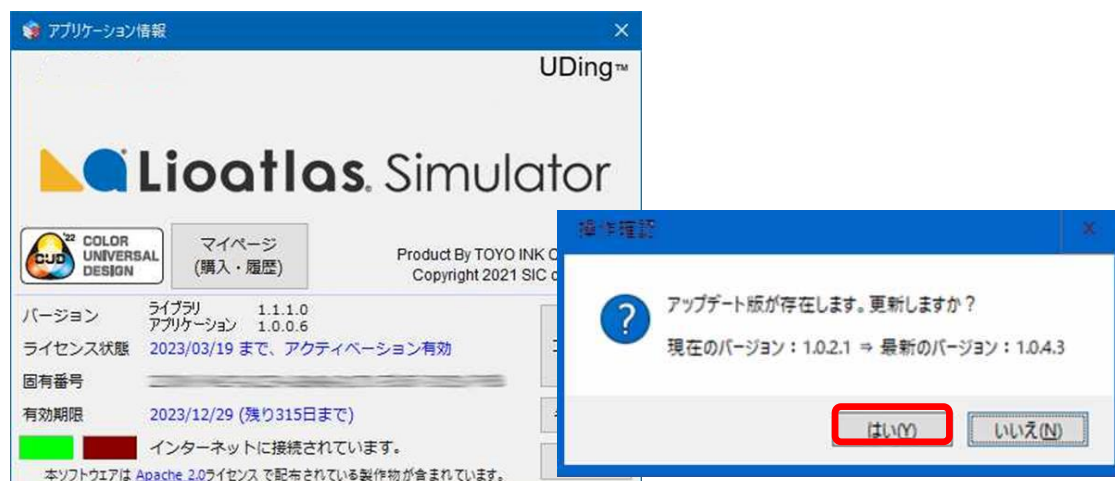 アプリケーション情報
UDing™
Lioatlas. Simulator
'22 COLOR UNIVERSAL DESIGN
CUD
マイページ
(購入・履歴)
Product By TOYO INK
Copyright 2021 SIC
バージョン
ライブラリ 1.1.1.0
アプリケーション 1.0.0.6
ライセンス状態 2023/03/19 まで、アクティベーション有効
固有番号
有効期限 2023/12/29 (残り315日まで)
インターネットに接続されています。
本ソフトウエアは Apache 2.0ライセンス で配布されている製作物が含まれています。
操作確認
アップデート版が存在します。更新しますか？
現在のバージョン：1.0.2.1 ⇒ 最新のバージョン：1.0.4.3
はい(Y)
いいえ(N)